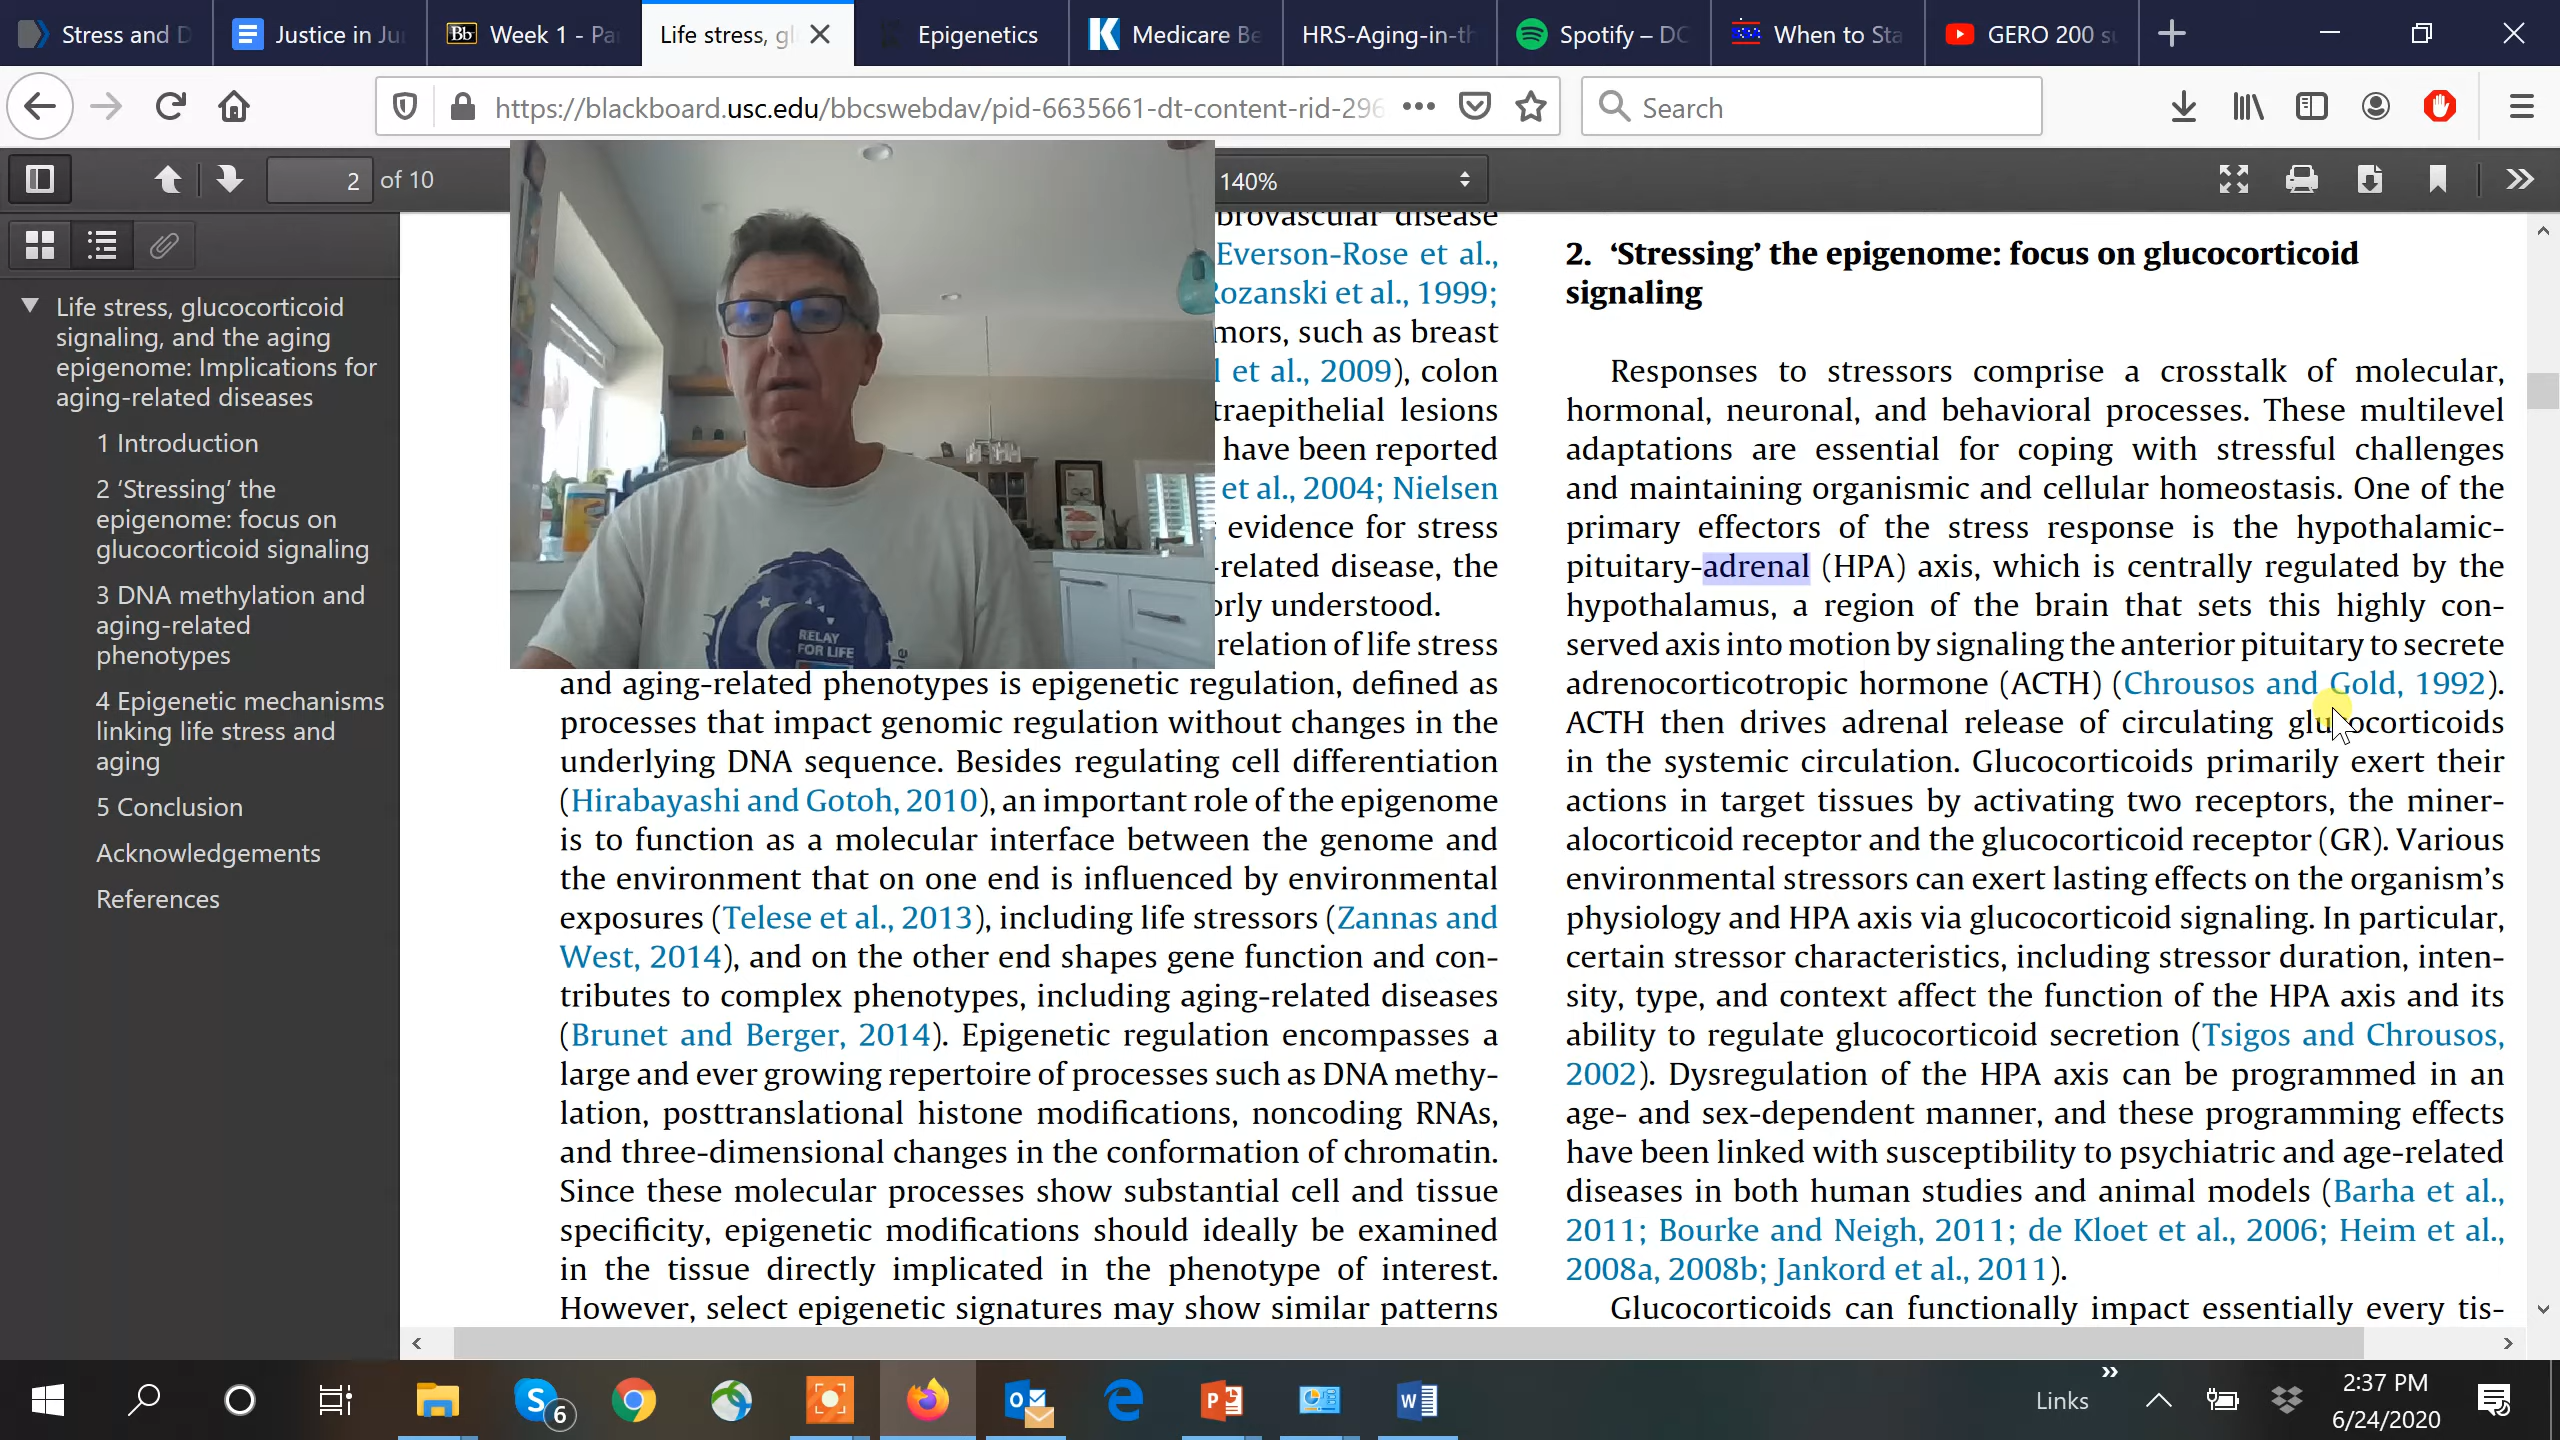 Stress and D
Justice in Ju
Bb Week 1 - Pa
Life stress, gl
Epigenetics
K Medicare Be
HRS-Aging-in-th
Spotify – DC
When to Sta
GERO 200 s
https://blackboard.usc.edu/bbcswebdav/pid-6635661-dt-content-rid-296
Search
2 of 10
140%
Life stress, glucocorticoid
signaling, and the aging
epigenome: Implications for
aging-related diseases
1 Introduction
2 ‘Stressing’ the
epigenome: focus on
glucocorticoid signaling
3 DNA methylation and
aging-related
phenotypes
4 Epigenetic mechanisms
linking life stress and
aging
5 Conclusion
Acknowledgements
References
RELAY
FOR LIFE
brovascular disease
Everson-Rose et al.,
Rozanski et al., 1999;
mors, such as breast
l et al., 2009), colon
traepithelial lesions
have been reported
et al., 2004; Nielsen
evidence for stress
-related disease, the
orly understood.
relation of life stress
and aging-related phenotypes is epigenetic regulation, defined as
processes that impact genomic regulation without changes in the
underlying DNA sequence. Besides regulating cell differentiation
(Hirabayashi and Gotoh, 2010), an important role of the epigenome
is to function as a molecular interface between the genome and
the environment that on one end is influenced by environmental
exposures (Telese et al., 2013), including life stressors (Zannas and
West, 2014), and on the other end shapes gene function and con-
tributes to complex phenotypes, including aging-related diseases
(Brunet and Berger, 2014). Epigenetic regulation encompasses a
large and ever growing repertoire of processes such as DNA methy-
lation, posttranslational histone modifications, noncoding RNAs,
and three-dimensional changes in the conformation of chromatin.
Since these molecular processes show substantial cell and tissue
specificity, epigenetic modifications should ideally be examined
in the tissue directly implicated in the phenotype of interest.
However, select epigenetic signatures may show similar patterns
2. ‘Stressing’ the epigenome: focus on glucocorticoid
signaling
Responses to stressors comprise a crosstalk of molecular,
hormonal, neuronal, and behavioral processes. These multilevel
adaptations are essential for coping with stressful challenges
and maintaining organismic and cellular homeostasis. One of the
primary effectors of the stress response is the hypothalamic-
pituitary-adrenal (HPA) axis, which is centrally regulated by the
hypothalamus, a region of the brain that sets this highly con-
served axis into motion by signaling the anterior pituitary to secrete
adrenocorticotropic hormone (ACTH) (Chrousos and Gold, 1992).
ACTH then drives adrenal release of circulating glucocorticoids
in the systemic circulation. Glucocorticoids primarily exert their
actions in target tissues by activating two receptors, the miner-
alocorticoid receptor and the glucocorticoid receptor (GR). Various
environmental stressors can exert lasting effects on the organism’s
physiology and HPA axis via glucocorticoid signaling. In particular,
certain stressor characteristics, including stressor duration, inten-
sity, type, and context affect the function of the HPA axis and its
ability to regulate glucocorticoid secretion (Tsigos and Chrousos,
2002). Dysregulation of the HPA axis can be programmed in an
age- and sex-dependent manner, and these programming effects
have been linked with susceptibility to psychiatric and age-related
diseases in both human studies and animal models (Barha et al.,
2011; Bourke and Neigh, 2011; de Kloet et al., 2006; Heim et al.,
2008a, 2008b; Jankord et al., 2011).
Glucocorticoids can functionally impact essentially every tis-
6
Links
2:37 PM
6/24/2020